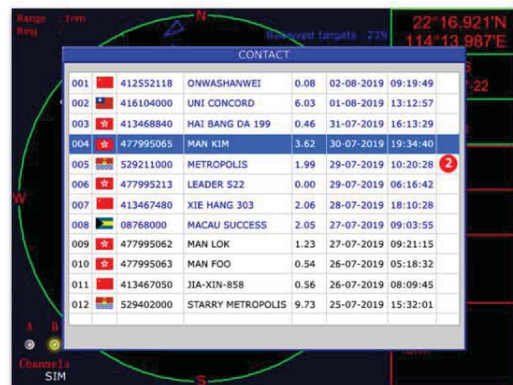 Range : 1nm
Ring :
N
Received targets 219
22°16.921'N
114°13.987'E
CONTACT
001 412552118 ONWASHANWEI 0.08 02-08-2019 09:19:49
002 416104000 UNI CONCORD 6.03 01-08-2019 13:12:57
003 413468840 HAI BANG DA 199 0.46 31-07-2019 16:13:29
004 477995065 MAN KIM 3.62 30-07-2019 19:34:40
005 529211000 METROPOLIS 1.99 29-07-2019 10:20:28 2
006 477995213 LEADER S22 0.00 29-07-2019 06:16:42
007 413467480 XIE HANG 303 2.06 28-07-2019 18:10:28
008 08768000 MACAU SUCCESS 2.05 27-07-2019 09:03:55
009 477995062 MAN LOK 1.23 27-07-2019 09:21:15
010 477995063 MAN FOO 0.54 26-07-2019 05:18:32
011 413467050 JIA-XIN-858 0.56 26-07-2019 08:09:45
012 529402000 STARRY METROPOLIS 9.73 25-07-2019 15:32:01
W
A B
Channels
SIM
S